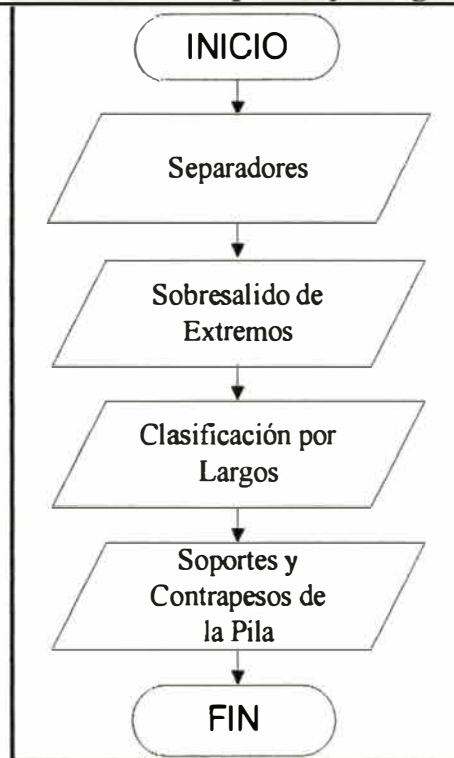 INICIO
Separadores
Sobresalido de
Extremos
Clasificación por
Largos
Soportes y
Contrapesos de
la Pila
FIN